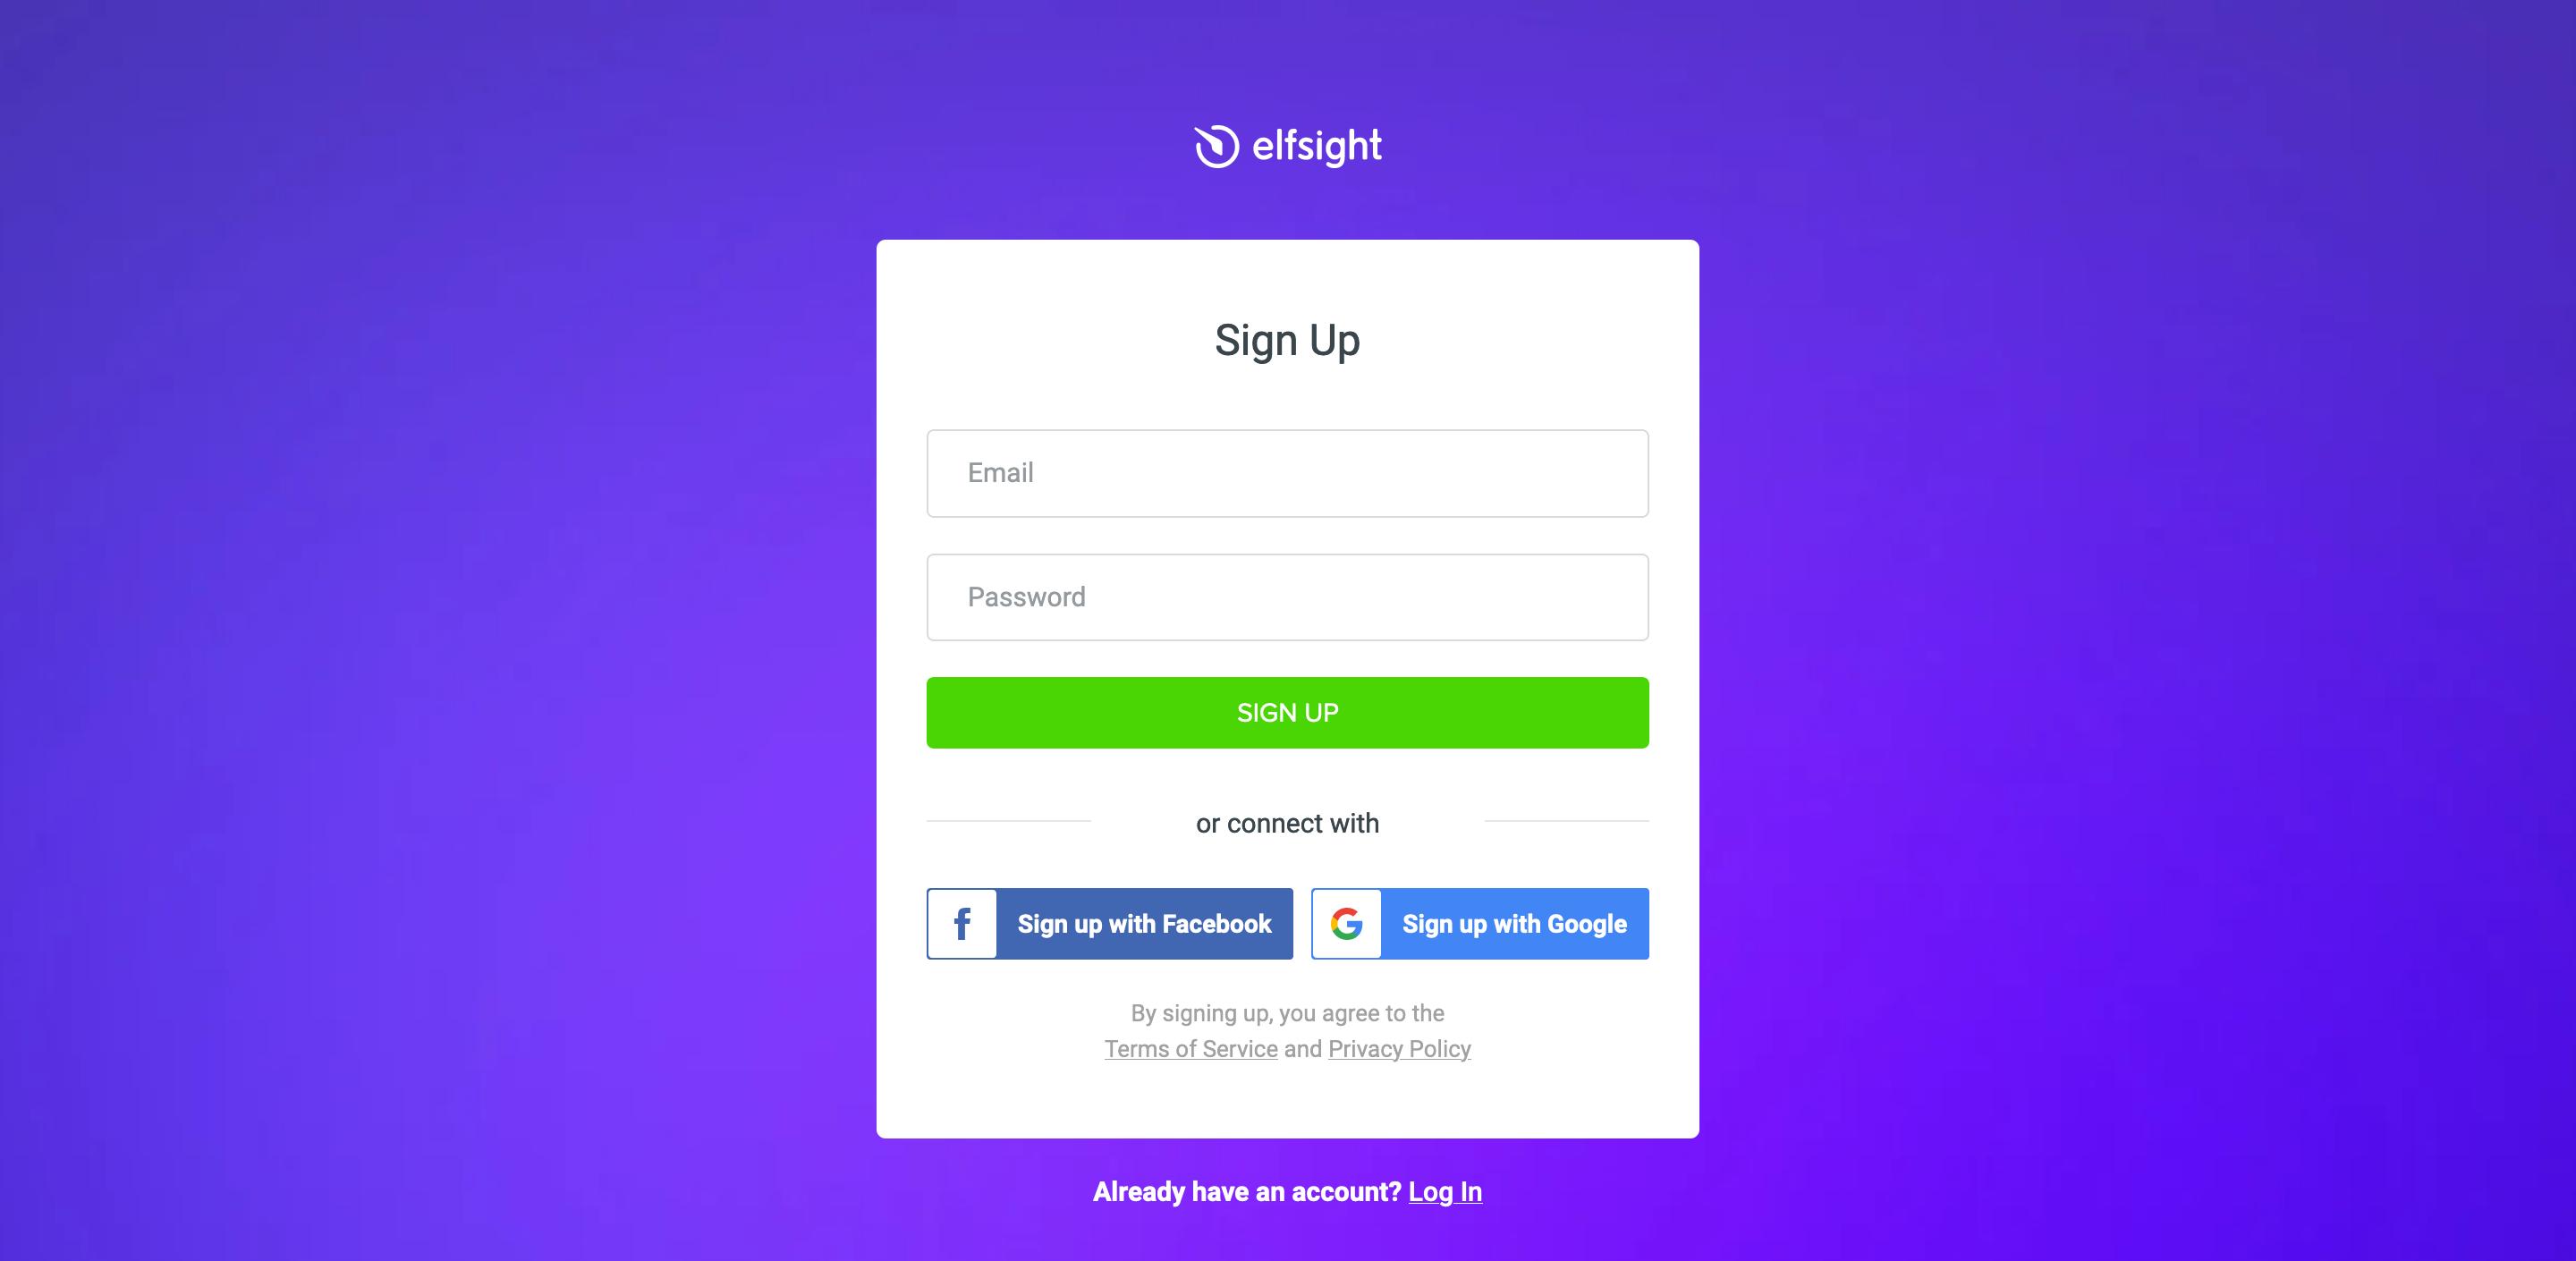 elfsight
Sign Up
Email
Password
SIGN UP
or connect with
Sign up with Facebook
Sign up with Google
By signing up, you agree to the
Terms of Service and Privacy Policy
Already have an account? Log In